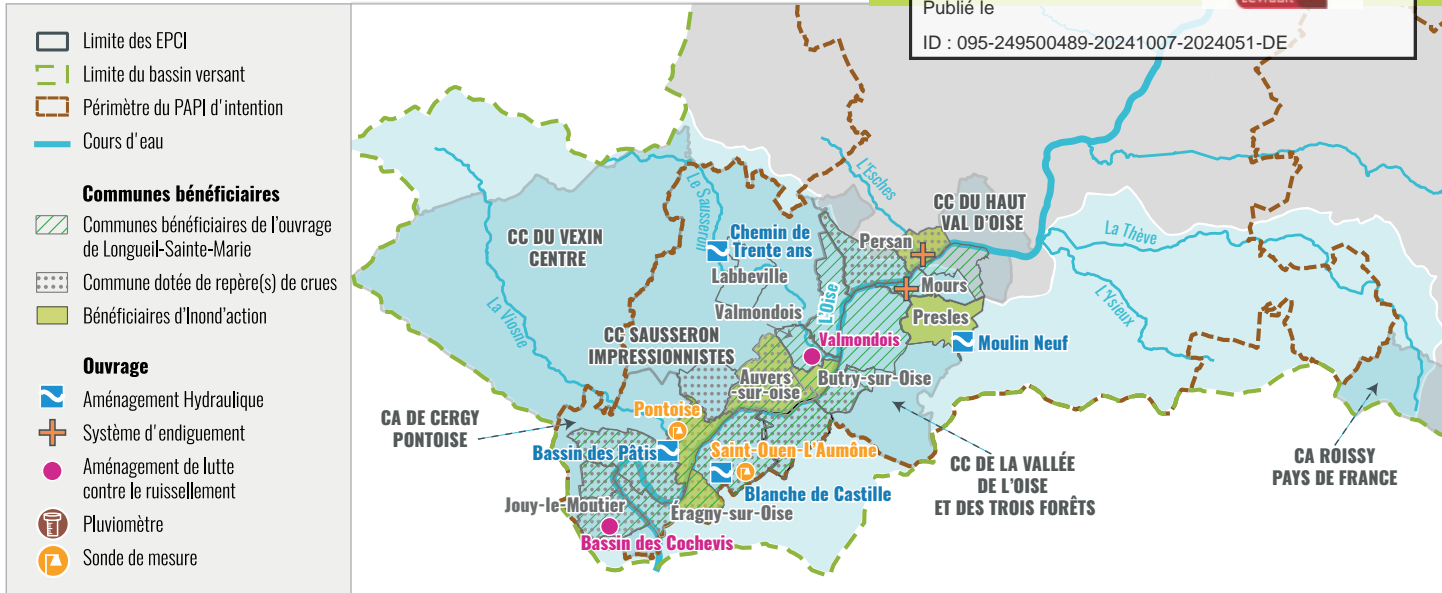 Publié le
ID : 095-249500489-20241007-2024051-DE
Limite des EPCI
Limite du bassin versant
Périmètre du PAPI d'intention
Cours d'eau
Communes bénéficiaires
Communes bénéficiaires de l'ouvrage
de Longueil-Sainte-Marie
Commune dotée de repère(s) de crues
Bénéficiaires d'Inond'action
Ouvrage
Aménagement Hydraulique
Système d'endiguement
Aménagement de lutte
contre le ruissellement
Pluviomètre
Sonde de mesure
L'Esches
CC DU HAUT
VAL D'OISE
Le Sausseron
La Thève
CC DU VEXIN
CENTRE
Chemin de
Trente ans
Persan
Labbeville
Mours
L'Ysieux
L'Oise
Valmondois
Presles
La Viosne
Valmondois
Moulin Neuf
CC SAUSSERON
IMPRESSIONNISTES
Auvers
-sur-oise
Butry-sur-Oise
CA DE CERGY
PONTOISE
Pontoise
Bassin des Pâtis
Saint-Ouen-L'Aumône
CC DE LA VALLÉE
DE L'OISE
ET DES TROIS FORÊTS
CA ROISSY
PAYS DE FRANCE
Blanche de Castille
Jouy-le-Moutier
Éragny-sur-Oise
Bassin des Cochevis